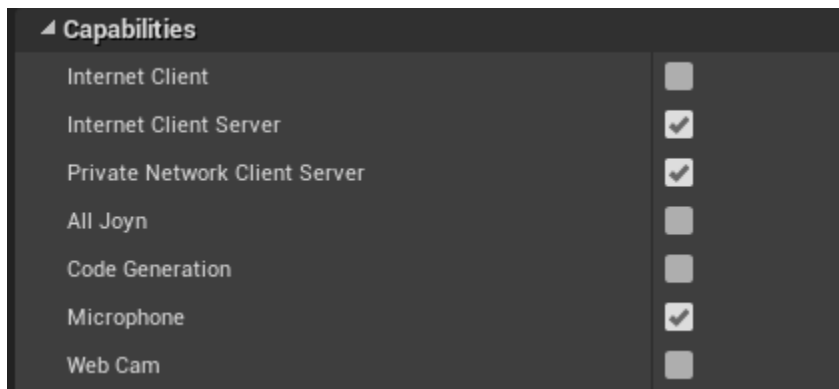 Capabilities
Internet Client
Internet Client Server
Private Network Client Server
All Joyn
Code Generation
Microphone
Web Cam